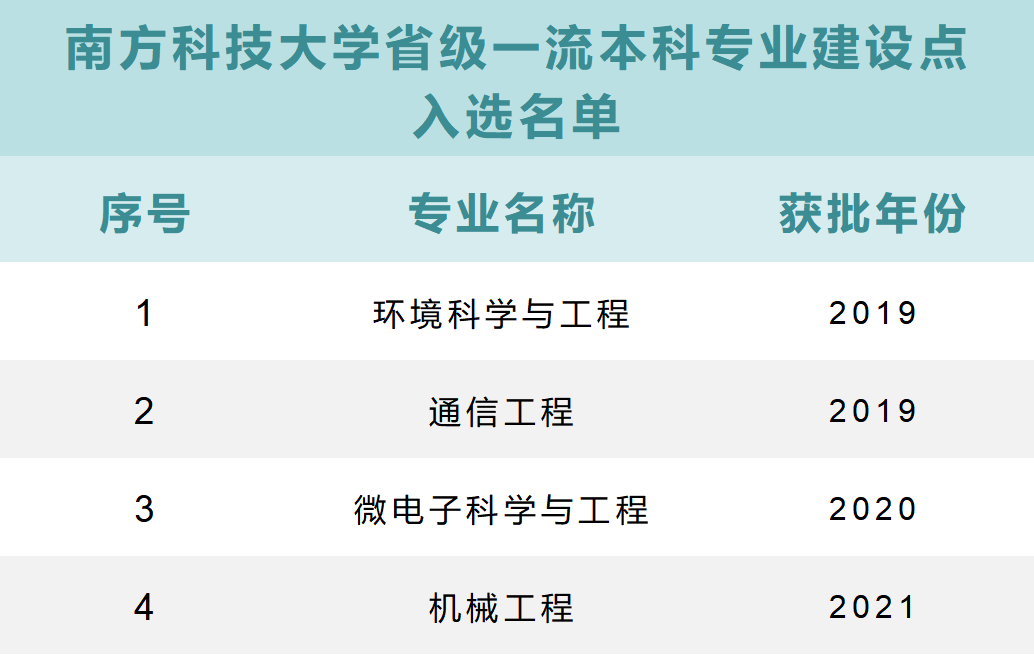 南方科技大学省级一流本科专业建设点
入选名单
序号 专业名称 获批年份
1 环境科学与工程 2019
2 通信工程 2019
3 微电子科学与工程 2020
4 机械工程 2021